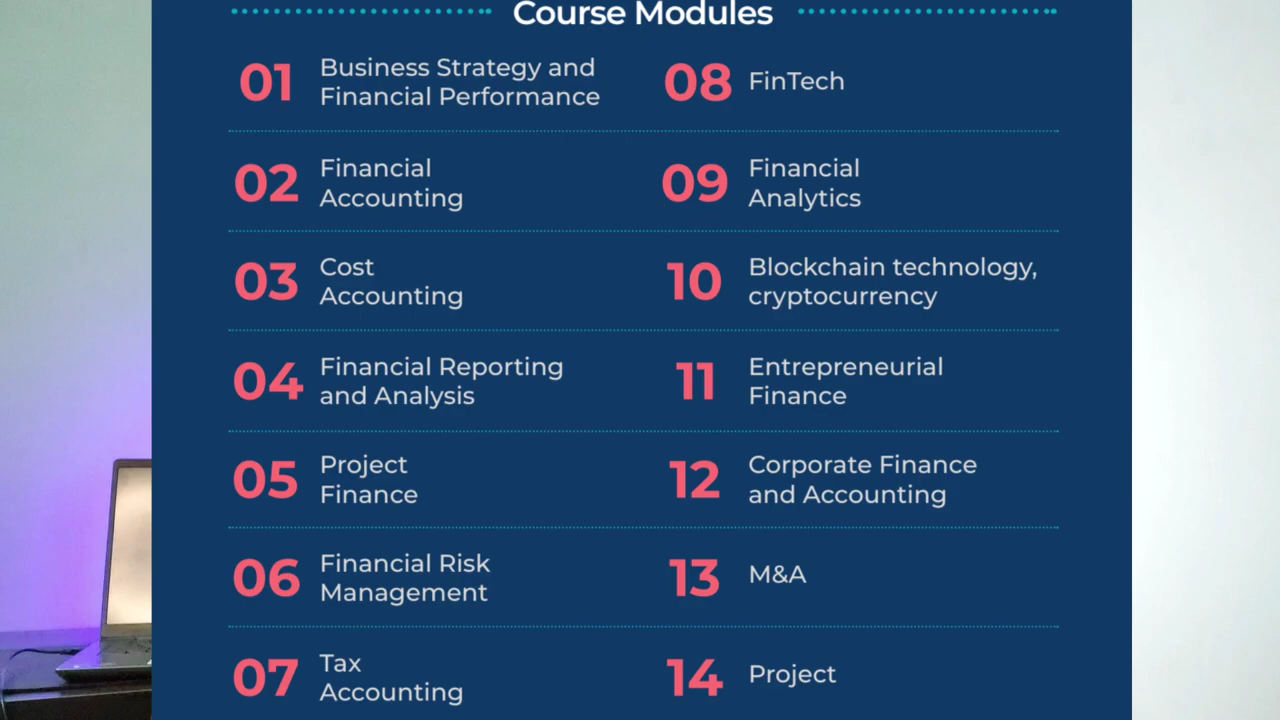 Course Modules
01 Business Strategy and
Financial Performance
02 Financial
Accounting
03 Cost
Accounting
04 Financial Reporting
and Analysis
05 Project
Finance
06 Financial Risk
Management
07 Tax
Accounting
08 FinTech
09 Financial
Analytics
10 Blockchain technology,
cryptocurrency
11 Entrepreneurial
Finance
12 Corporate Finance
and Accounting
13 M&A
14 Project